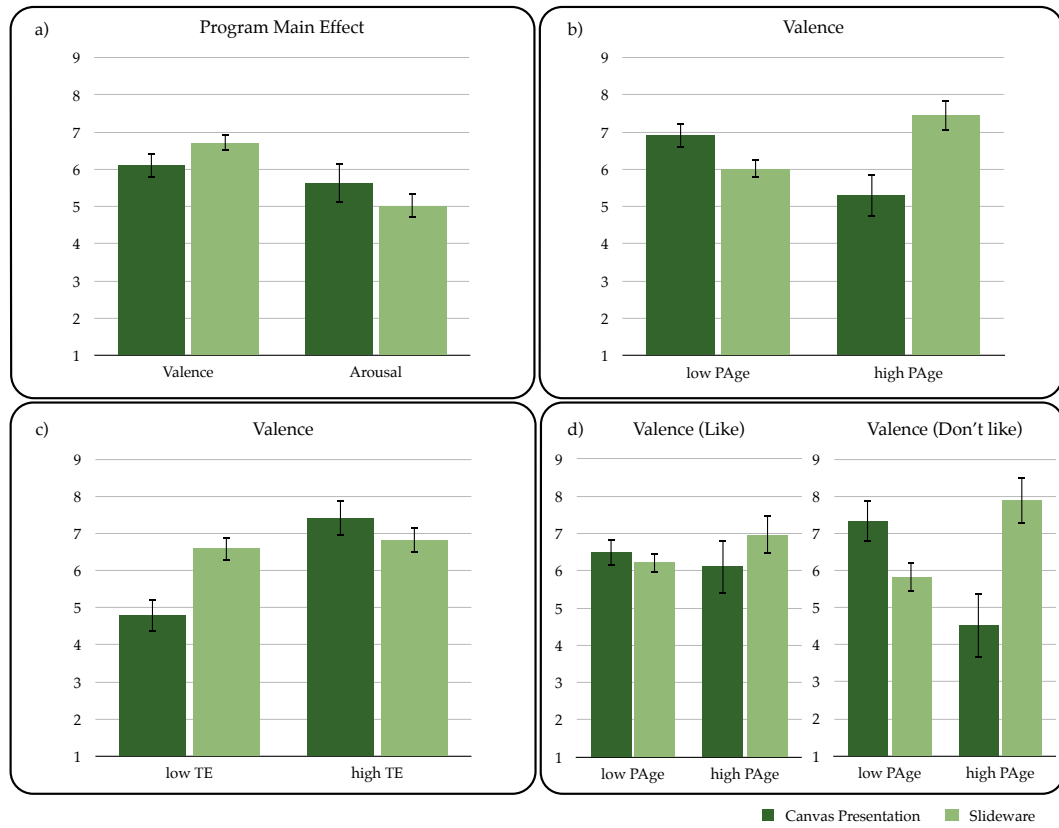 a)
Program Main Effect
9
8
7
6
5
4
3
2
1
Valence
Arousal
b)
Valence
9
8
7
6
5
4
3
2
1
low PAge
high PAge
c)
Valence
9
8
7
6
5
4
3
2
1
low TE
high TE
d)
Valence (Like)
9
8
7
6
5
4
3
2
1
low PAge
high PAge
Valence (Don’t like)
9
8
7
6
5
4
3
2
1
low PAge
high PAge
Canvas Presentation
Slideware